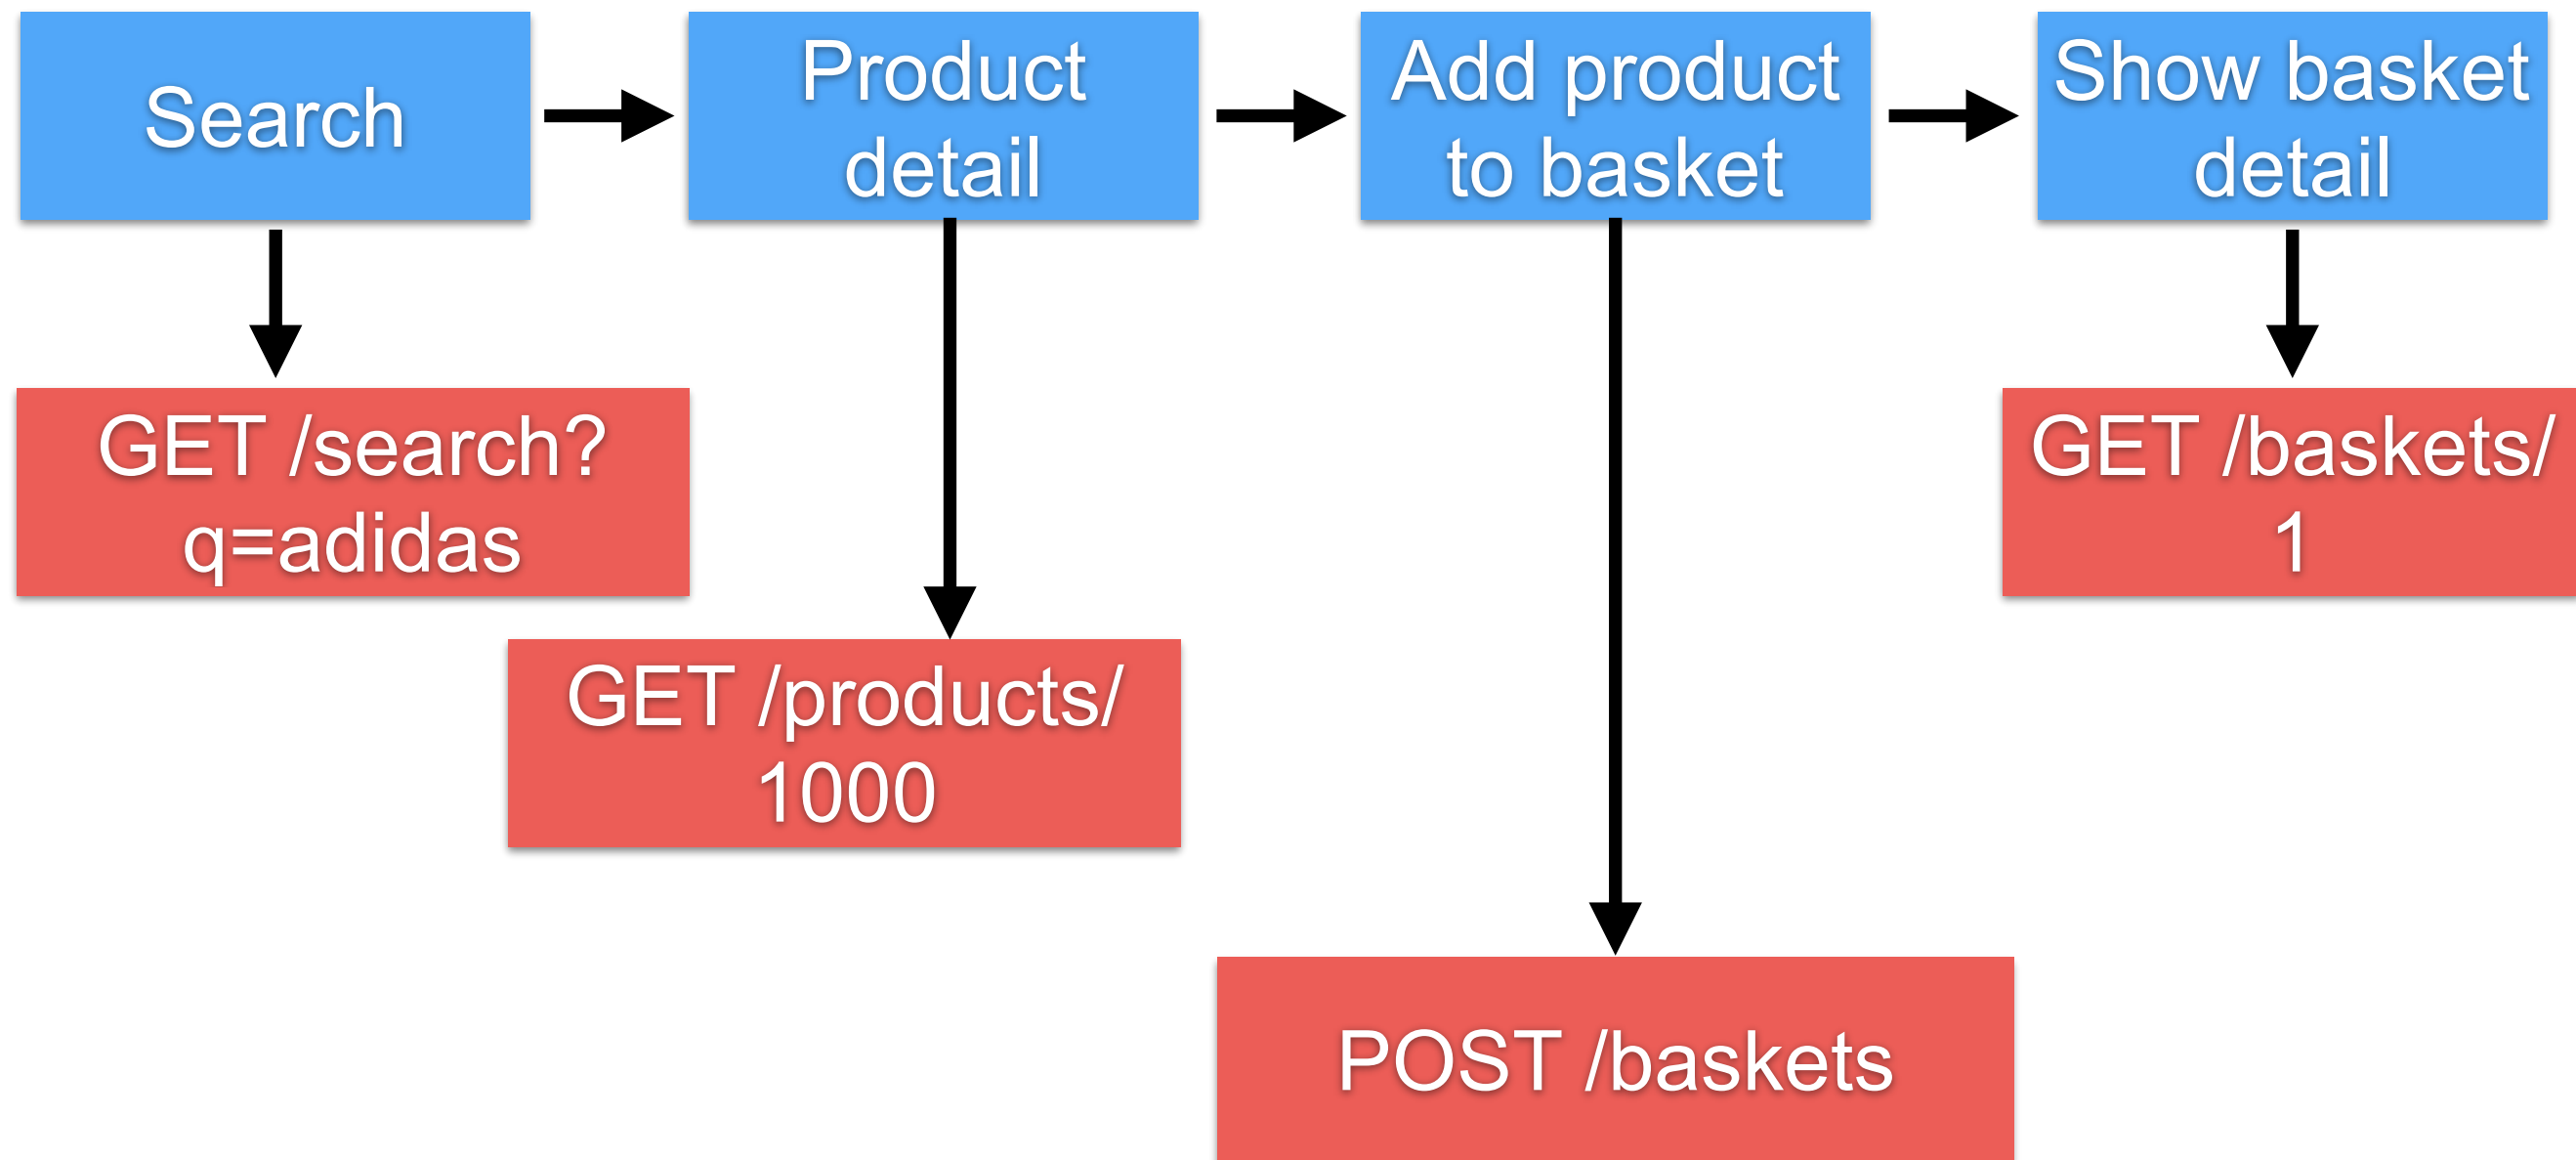 Search
Product
detail
Add product
to basket
Show basket
detail
GET /search?
q=adidas
GET /products/
1000
POST /baskets
GET /baskets/
1